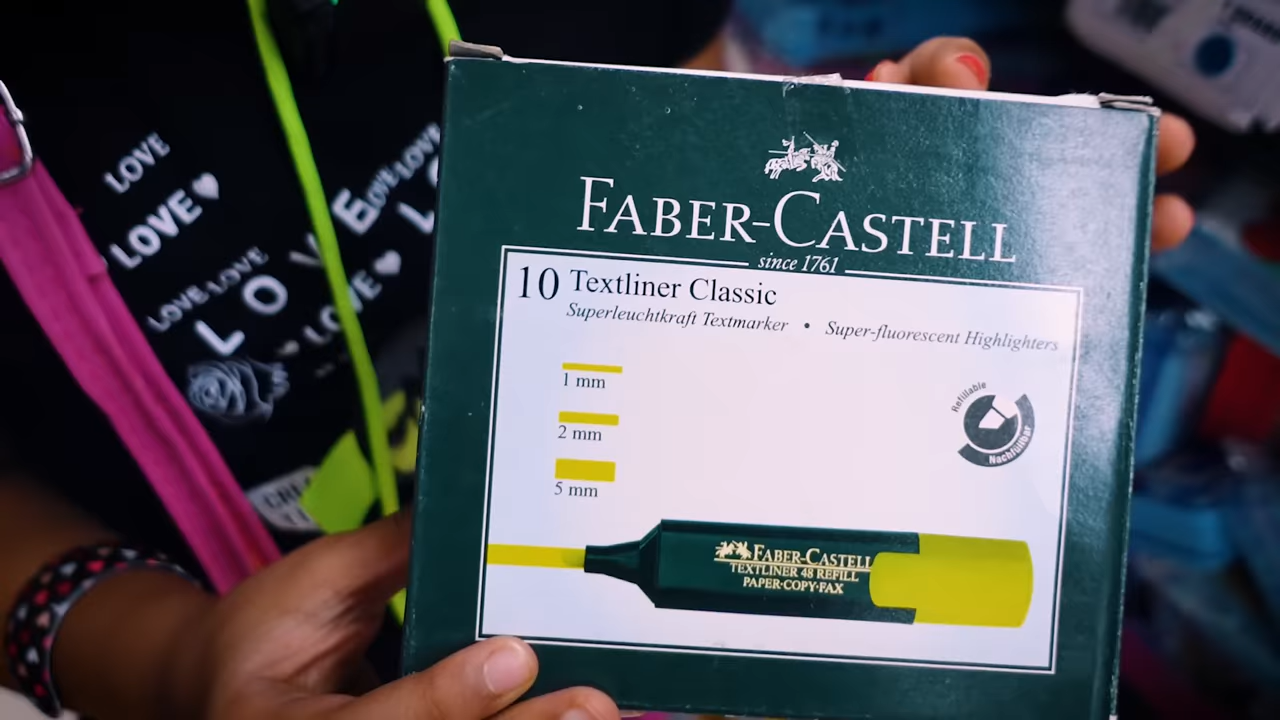 FABER-CASTELL
since 1761
10 Textliner Classic
Superleuchtkraft Textmarker • Super-fluorescent Highlighters
1 mm
2 mm
5 mm
Refillable
Nachfüllbar
FABER-CASTELL
TEXTLINER 48 REFILL
PAPER·COPY·FAX
LOVE
LOVE
LOVE LOVE
LOVE
LOVE
LOVE LOVE